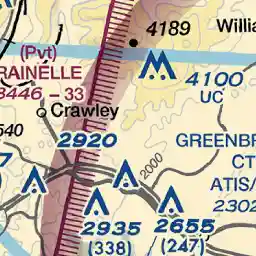 4189
Willia
(Pvt)
RAINELLE
3446 - 33
Crawley
4100
UC
540
2920
GREENBR
CT
ATIS/
2302
2000
2935
(338)
2655
(247)